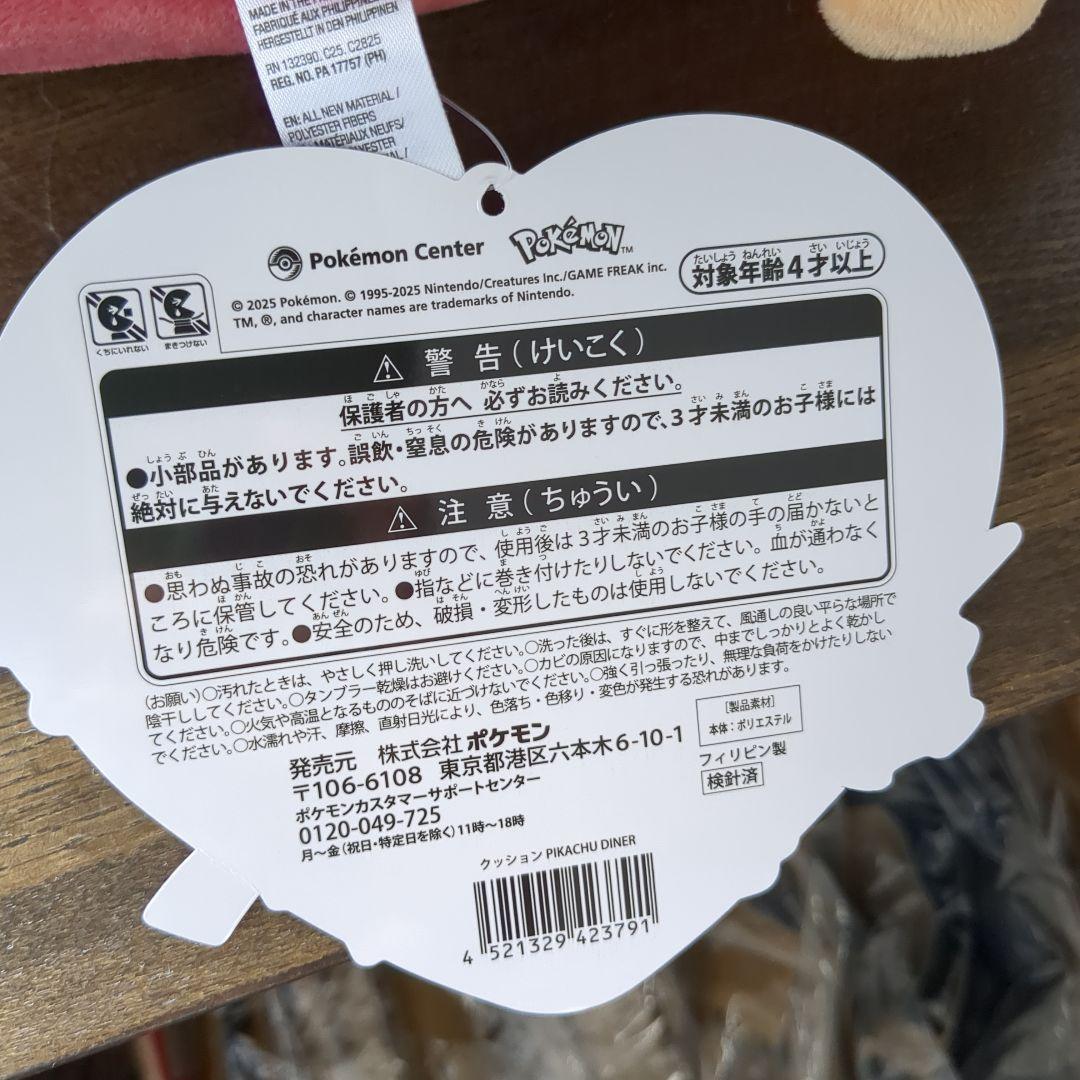 MADE IN THE PHILIPPINES
FABRIQUÉ AUX PHILIPPINES
HERGESTELLT IN DEN PHILIPPINEN
RN 132390. C25. C2825
REG. NO. PA 17757 (PH)
EN: ALL NEW MATERIAL /
POLYESTER FIBERS
MATÉRIAUX NEUFS/
Pokémon Center POKéMON™
© 2025 Pokémon. © 1995-2025 Nintendo/Creatures Inc./GAME FREAK inc.
TM, ®, and character names are trademarks of Nintendo.
対象年齢4才以上
くちにいれない まきつけない
⚠ 警告(けいこく)
保護者の方へ 必ずお読みください。
●小部品があります。誤飲・窒息の危険がありますので、3才未満のお子様には
絶対に与えないでください。
⚠ 注意(ちゅうい)
●思わぬ事故の恐れがありますので、使用後は3才未満のお子様の手の届かないと
ころに保管してください。●指などに巻き付けたりしないでください。血が通わなく
なり危険です。●安全のため、破損・変形したものは使用しないでください。
(お願い)○汚れたときは、やさしく押し洗いしてください。○洗った後は、すぐに形を整えて、風通しの良い平らな場所で
陰干ししてください。○タンブラー乾燥はお避けください。○カビの原因になりますので、中までしっかりとよく乾かし
てください。○火気や高温となるもののそばに近づけないでください。○強く引っ張ったり、無理な負荷をかけたりしない
でください。○水濡れや汗、摩擦、直射日光により、色落ち・色移り・変色が発生する恐れがあります。
発売元 株式会社ポケモン
〒106-6108 東京都港区六本木6-10-1
ポケモンカスタマーサポートセンター
0120-049-725
月～金(祝日・特定日を除く)11時～18時
[製品素材]
本体：ポリエステル
フィリピン製
検針済
クッション PIKACHU DINER
4 521329 423791